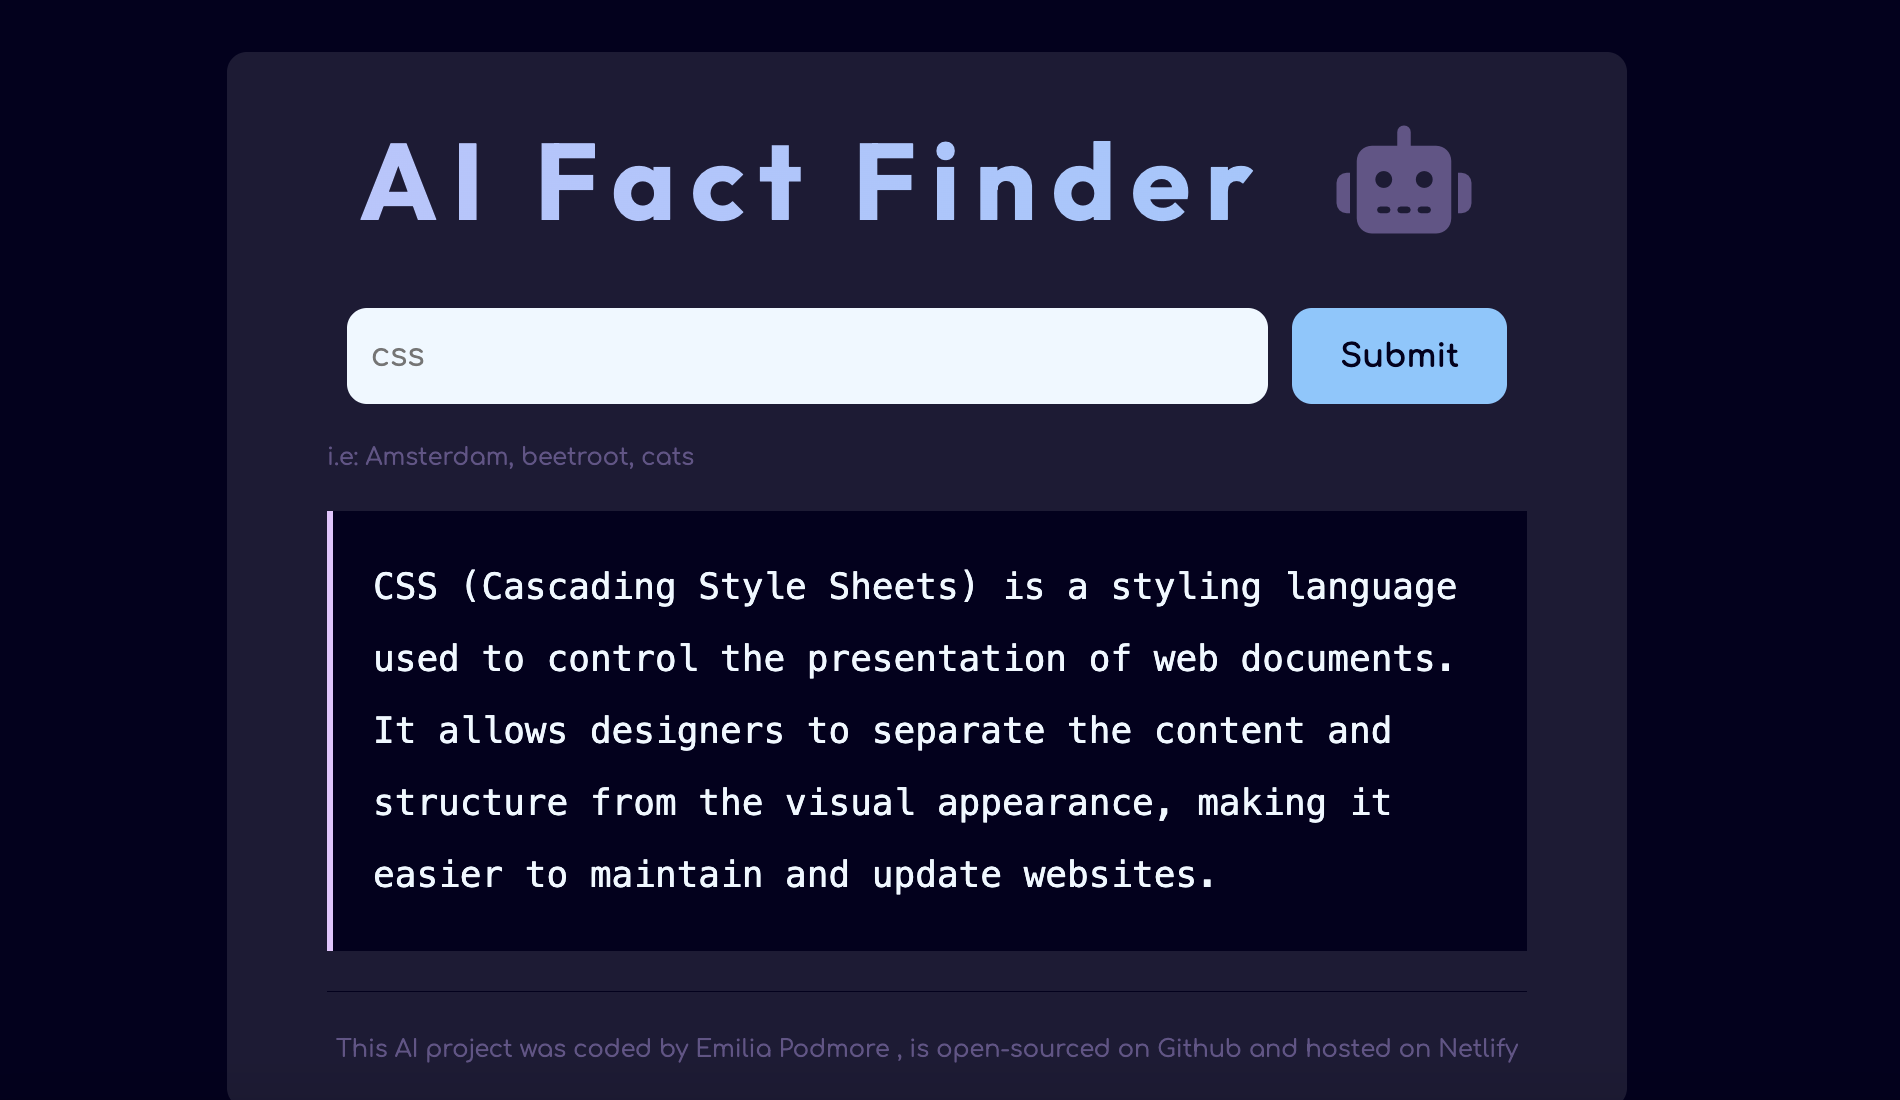 AI Fact Finder
css
Submit
i.e: Amsterdam, beetroot, cats
CSS (Cascading Style Sheets) is a styling language
used to control the presentation of web documents.
It allows designers to separate the content and
structure from the visual appearance, making it
easier to maintain and update websites.
This AI project was coded by Emilia Podmore , is open-sourced on Github and hosted on Netlify